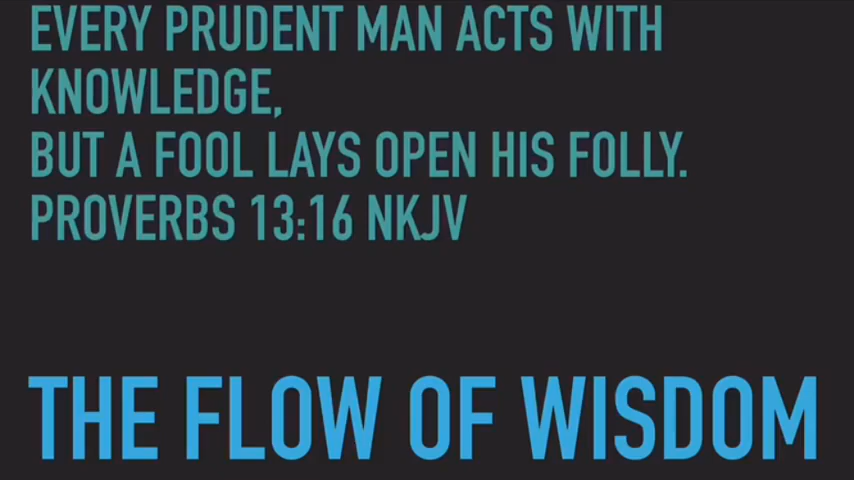 EVERY PRUDENT MAN ACTS WITH
KNOWLEDGE,
BUT A FOOL LAYS OPEN HIS FOLLY.
PROVERBS 13:16 NKJV
THE FLOW OF WISDOM